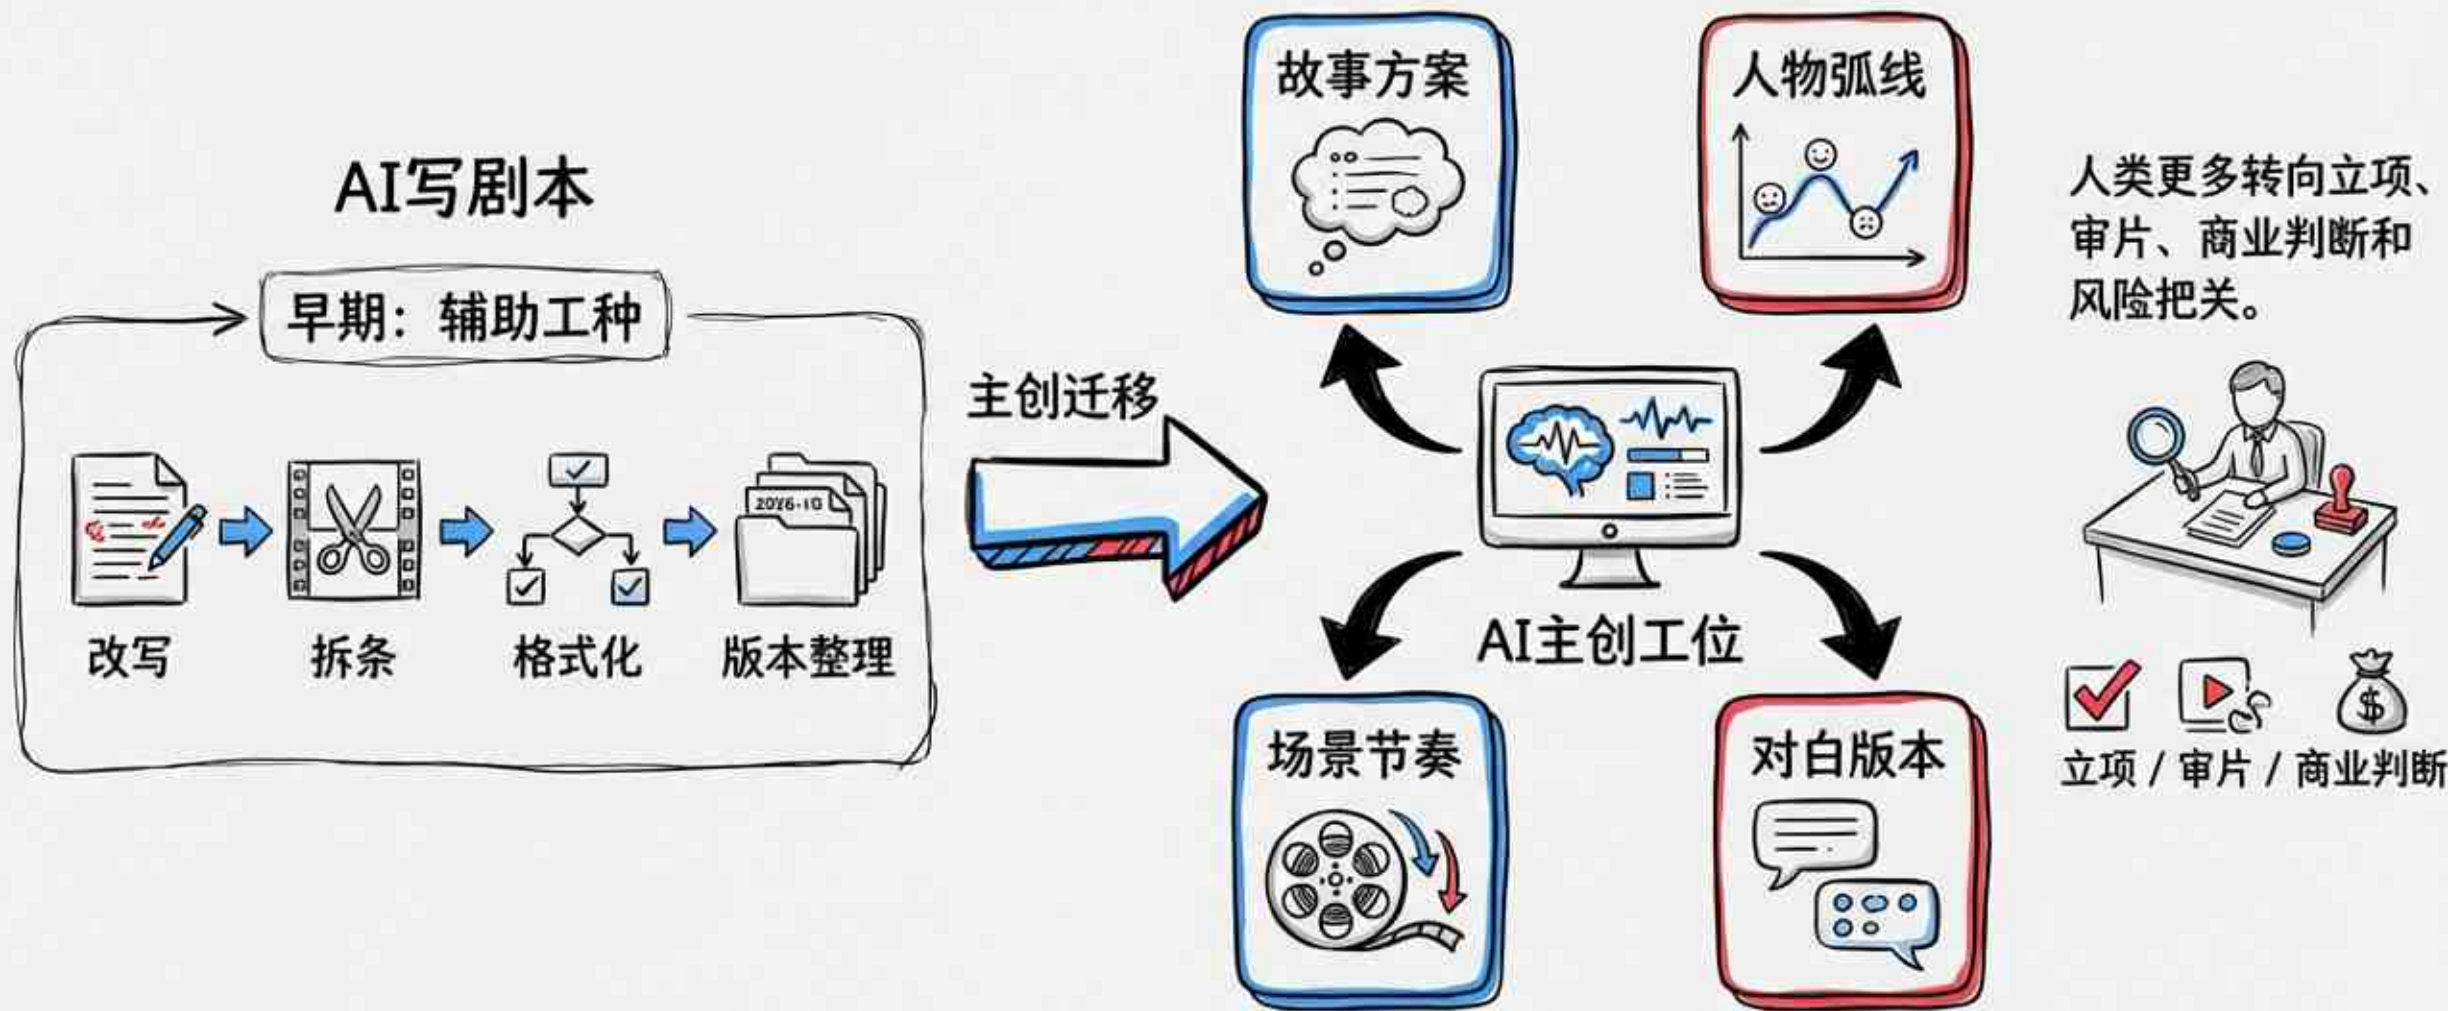 AI写剧本
早期：辅助工种
改写
拆条
格式化
版本整理
主创迁移
故事方案
人物弧线
AI主创工位
场景节奏
对白版本
人类更多转向立项、
审片、商业判断和
风险把关。
$
立项 / 审片 / 商业判断